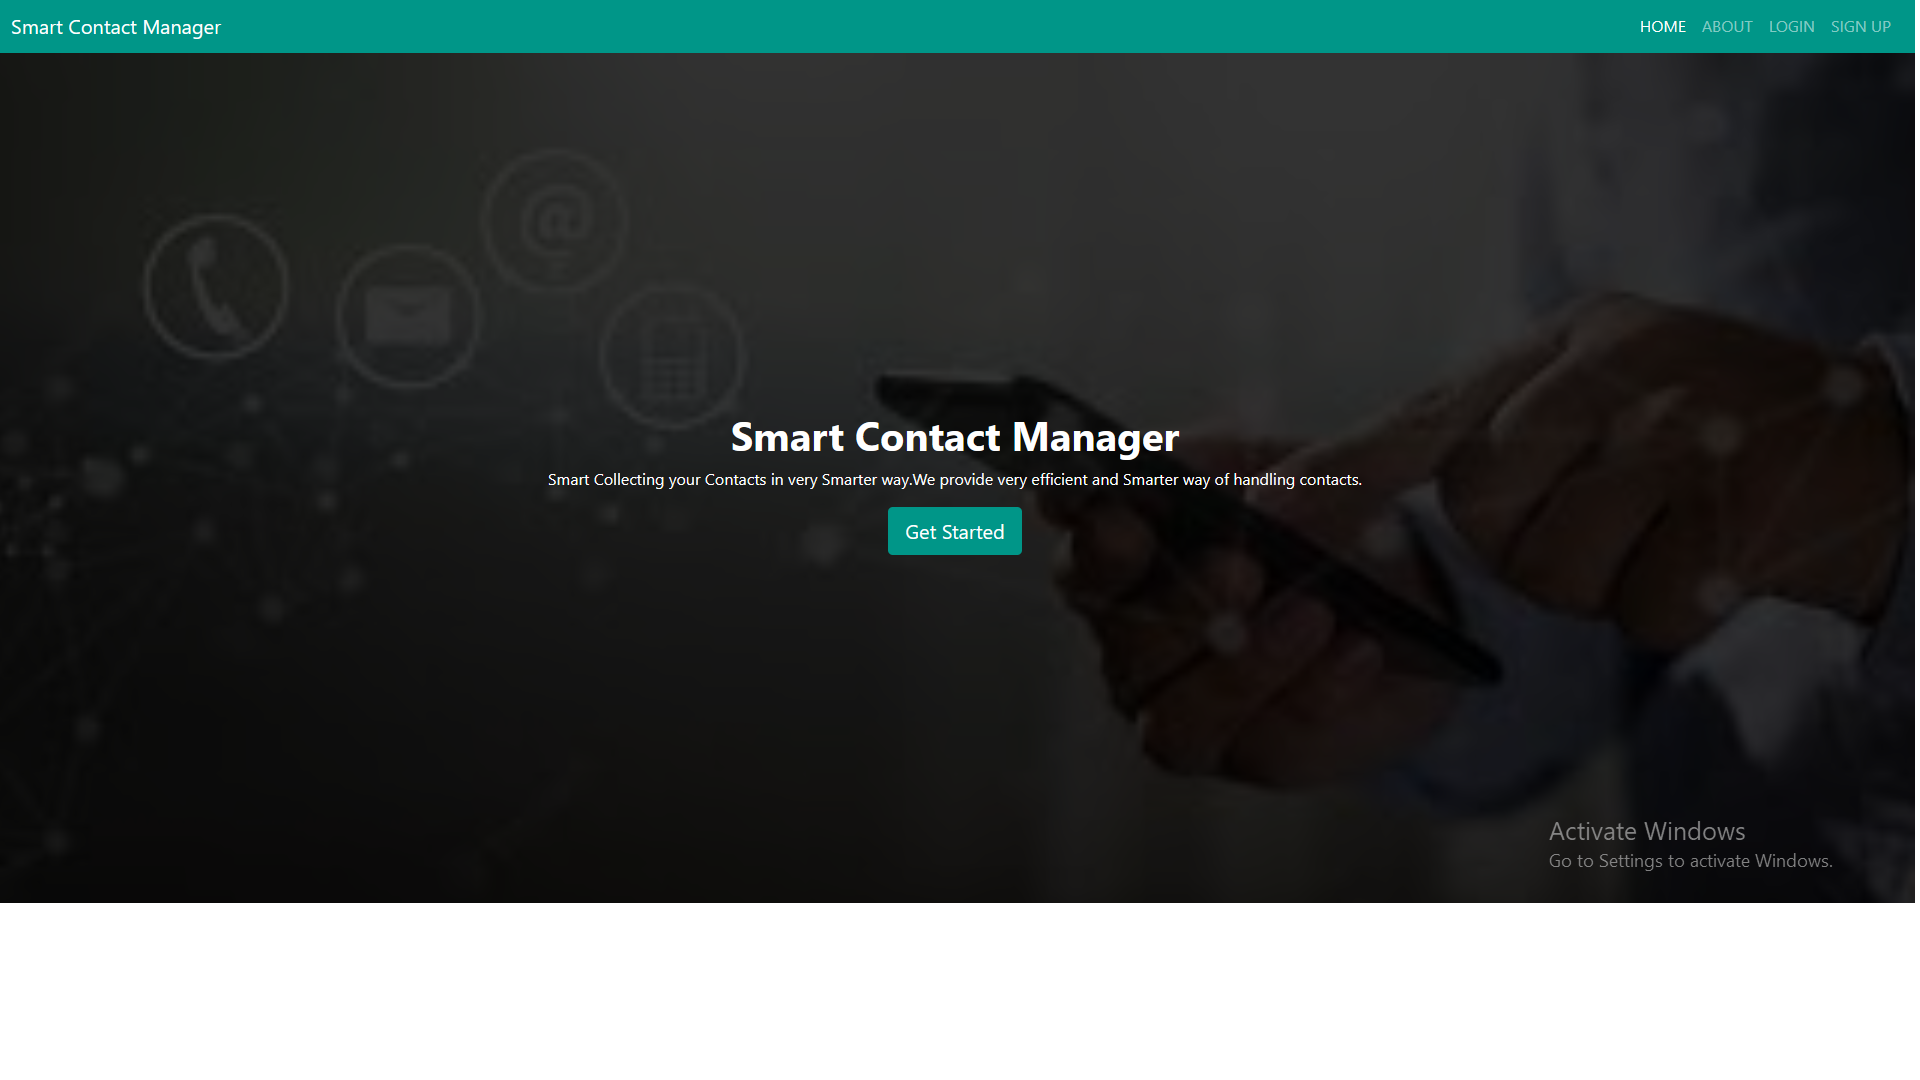 Smart Contact Manager
HOME ABOUT LOGIN SIGN UP
@
Smart Contact Manager
Smart Collecting your Contacts in very Smarter way.We provide very efficient and Smarter way of handling contacts.
Get Started
Activate Windows
Go to Settings to activate Windows.